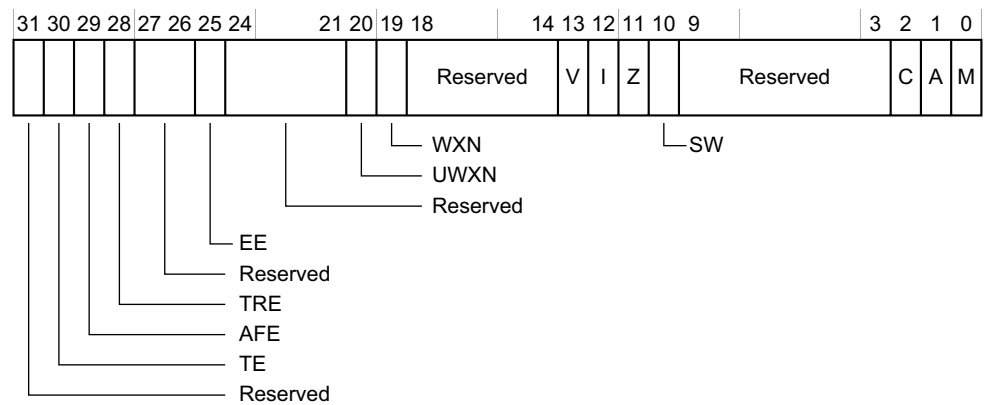 31 30 29 28 27 26 25 24 21 20 19 18 14 13 12 11 10 9 3 2 1 0
Reserved V I Z Reserved C A M
WXN SW
UWXN
Reserved
EE
Reserved
TRE
AFE
TE
Reserved